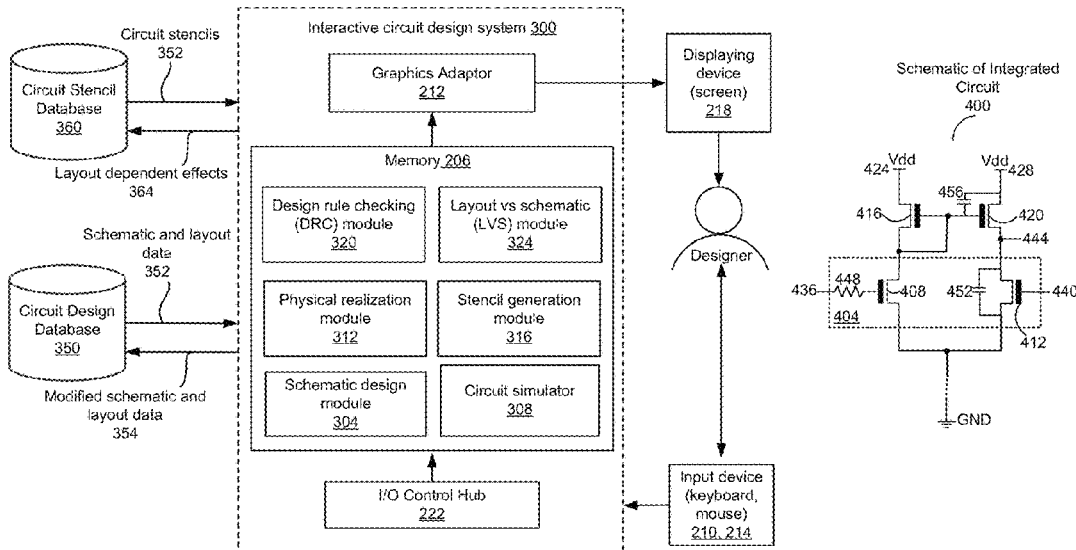 Circuit stencils
352
Circuit Stencil
Database
360
Layout dependent effects
364
Schematic and layout
date
352
Circuit Design
Database
350
Modified schematic and
layout data
354
Interactive circuit design system 300
Graphics Adaptor
212
Memory 206
Design rule checking
(DRC) module
320
Layout vs schematic
(LVS) module
324
Physical realization
module
312
Stencil generation
module
316
Schematic design
module
304
Circuit simulator
308
I/O Control Hub
222
Displaying
device
(screen)
218
Designer
Input device
(keyboard,
mouse)
210, 214
Schematic of Integrated
Circuit
400
Vdd
424
Vdd
428
456
416
420
444
448
436
408
452
440
404
412
GND